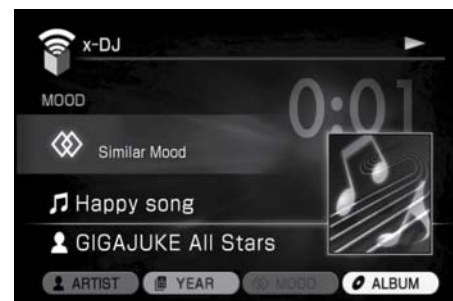 x-DJ
MOOD
0:01
Similar Mood
Happy song
GIGAJUKE All Stars
ARTIST YEAR MOOD ALBUM